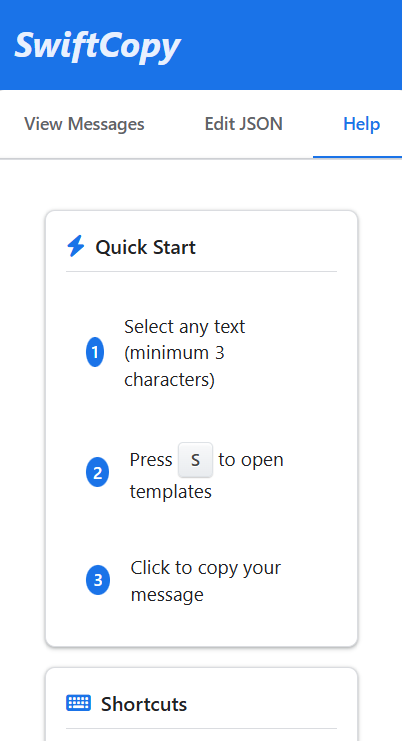 SwiftCopy
View Messages Edit JSON Help
Quick Start
1 Select any text
(minimum 3
characters)
2 Press S to open
templates
3 Click to copy your
message
Shortcuts